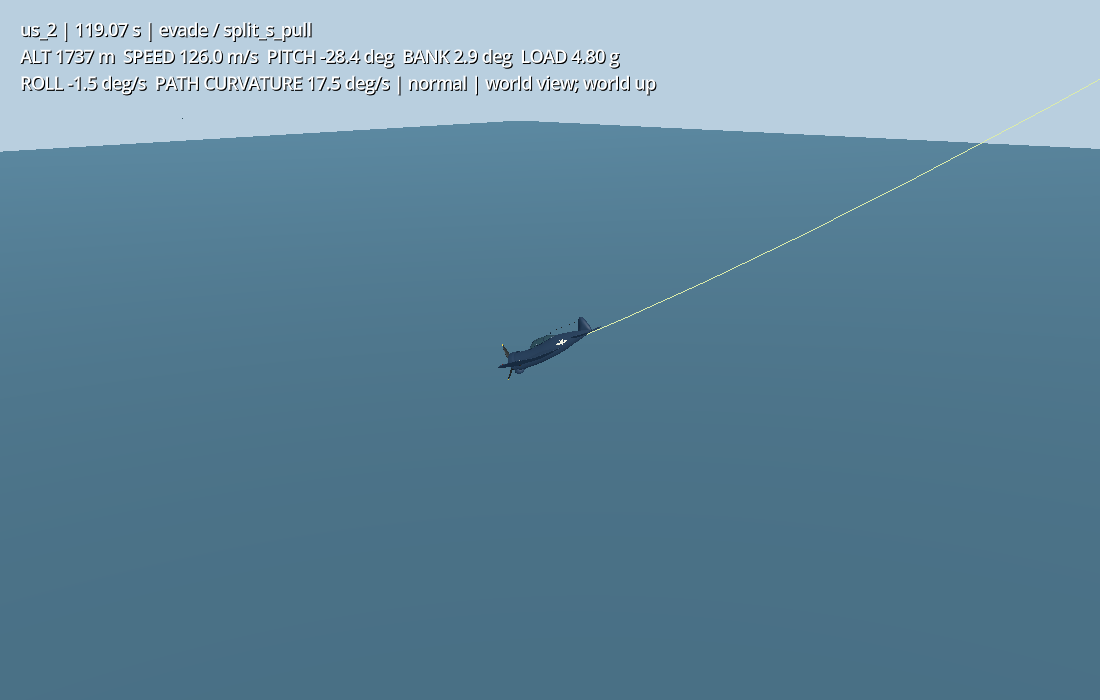 us_2 | 119.07 s | evade / split_s_pull
ALT 1737 m  SPEED 126.0 m/s  PITCH -28.4 deg  BANK 2.9 deg  LOAD 4.80 g
ROLL -1.5 deg/s  PATH CURVATURE 17.5 deg/s | normal | world view; world up